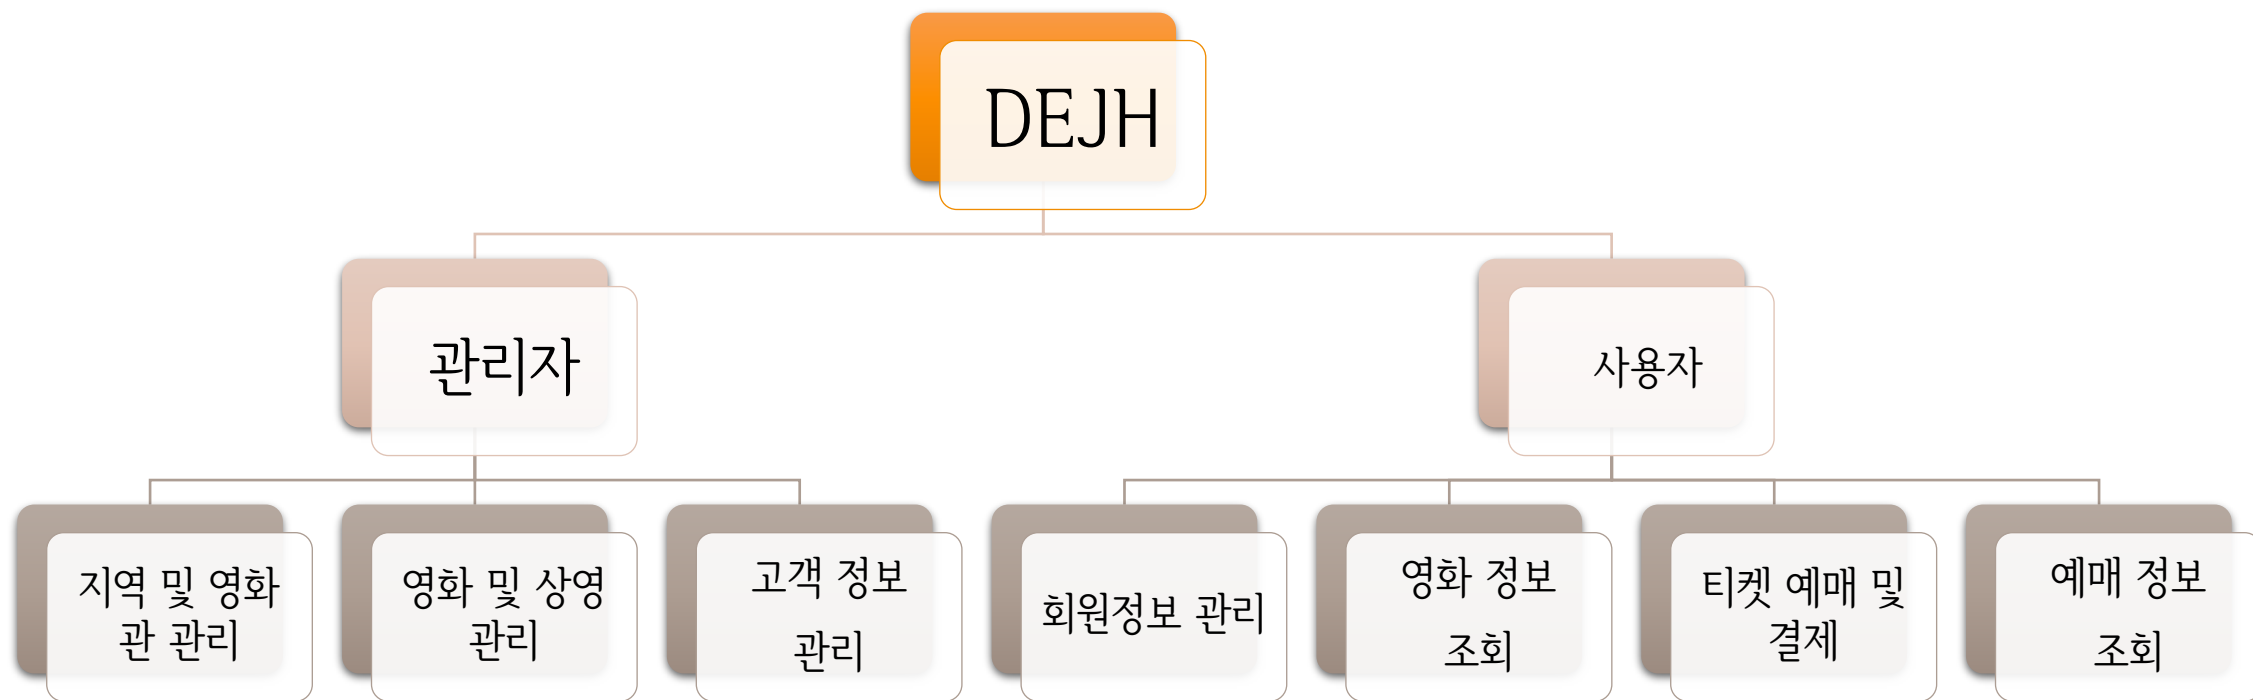 DEJH
관리자
사용자
지역 및 영화
관 관리
영화 및 상영
관리
고객 정보
관리
회원정보 관리
영화 정보
조회
티켓 예매 및
결제
예매 정보
조회